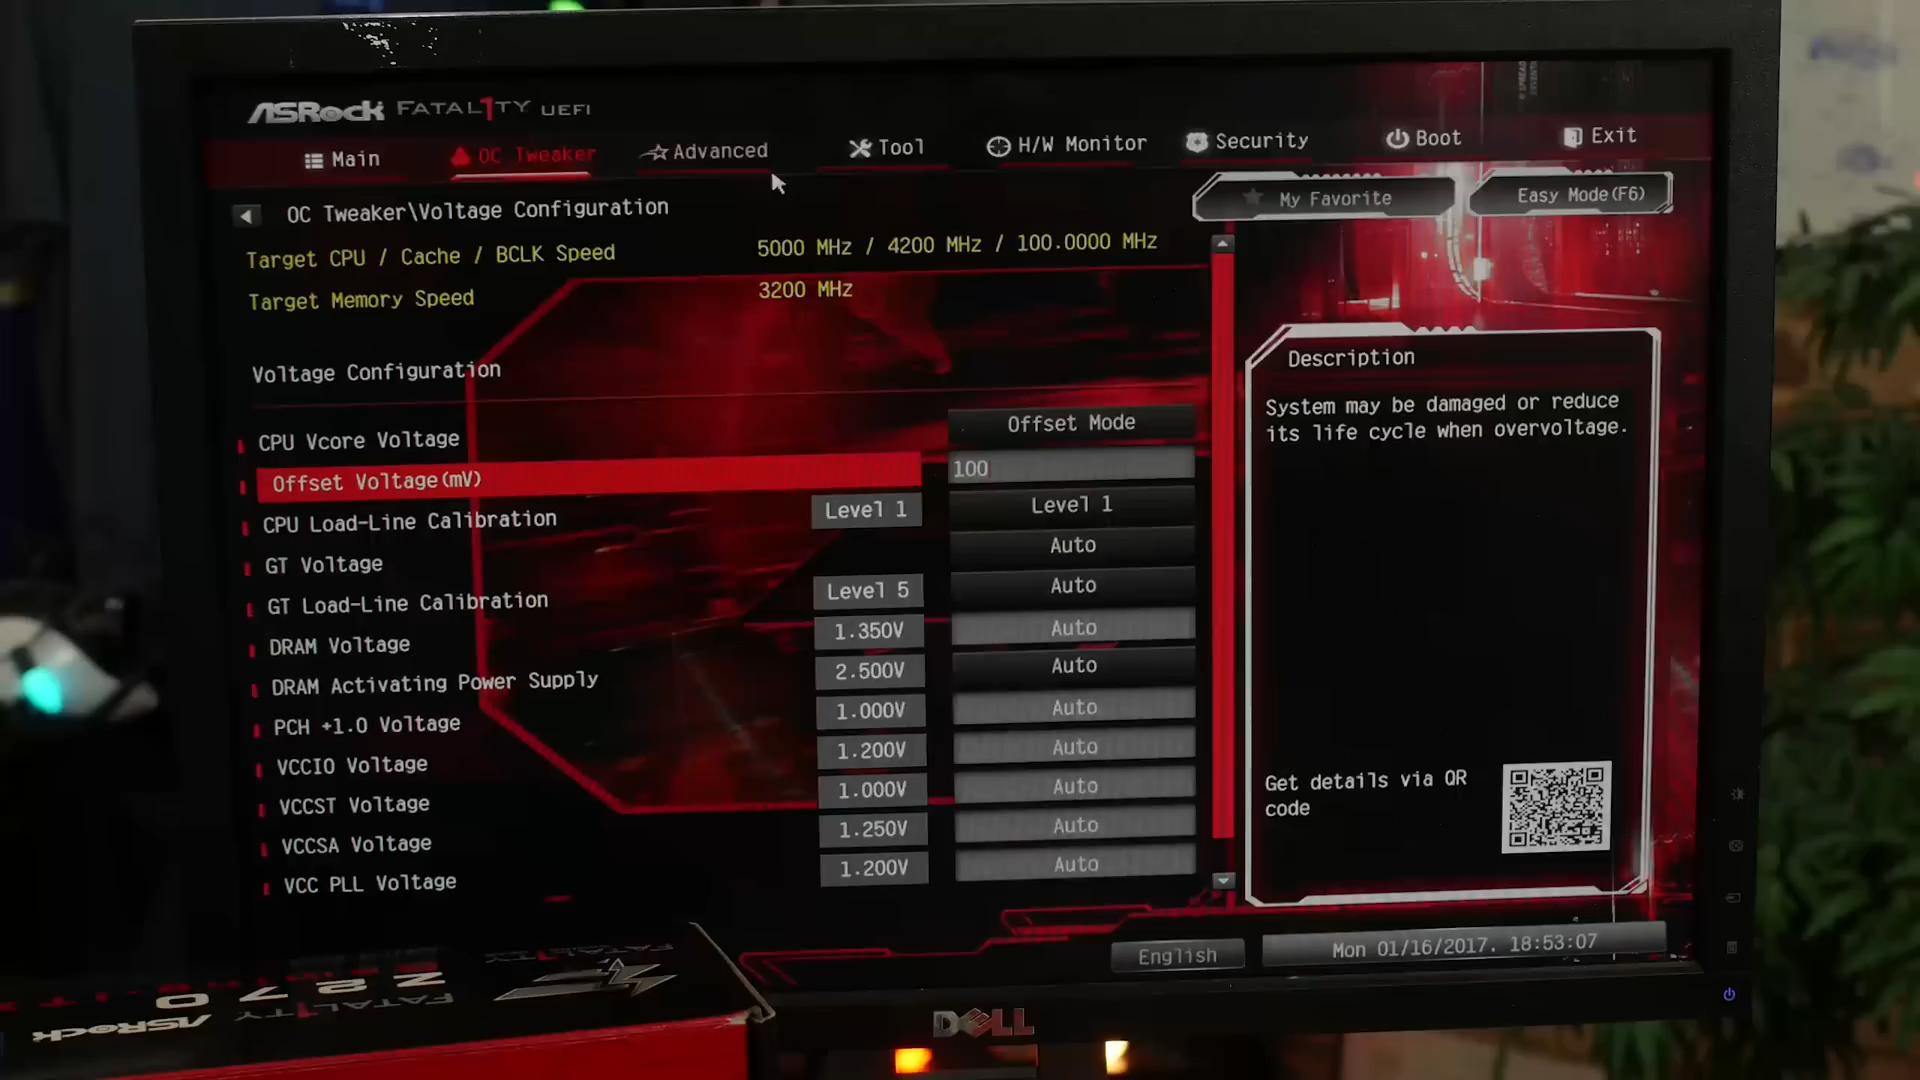 ASRock FATAL1TY UEFI
Main OC Tweaker Advanced Tool H/W Monitor Security Boot Exit
My Favorite Easy Mode(F6)
OC Tweaker\Voltage Configuration
Target CPU / Cache / BCLK Speed 5000 MHz / 4200 MHz / 100.0000 MHz
Target Memory Speed 3200 MHz
Voltage Configuration
CPU Vcore Voltage Offset Mode
Offset Voltage(mV) 100
CPU Load-Line Calibration Level 1 Level 1
GT Voltage Auto
GT Load-Line Calibration Level 5 Auto
DRAM Voltage 1.350V Auto
DRAM Activating Power Supply 2.500V Auto
PCH +1.0 Voltage 1.000V Auto
VCCIO Voltage 1.200V Auto
VCCST Voltage 1.000V Auto
VCCSA Voltage 1.250V Auto
VCC PLL Voltage 1.200V Auto
Description
System may be damaged or reduce
its life cycle when overvoltage.
Get details via QR
code
English Mon 01/16/2017. 18:53:07
DELL
FATAL1TY
Z270
ASRock